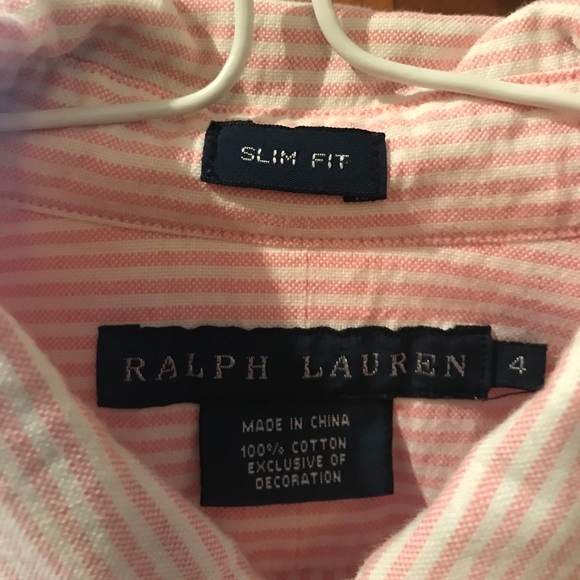 SLIM FIT
RALPH LAUREN 4
MADE IN CHINA
100% COTTON
EXCLUSIVE OF
DECORATION